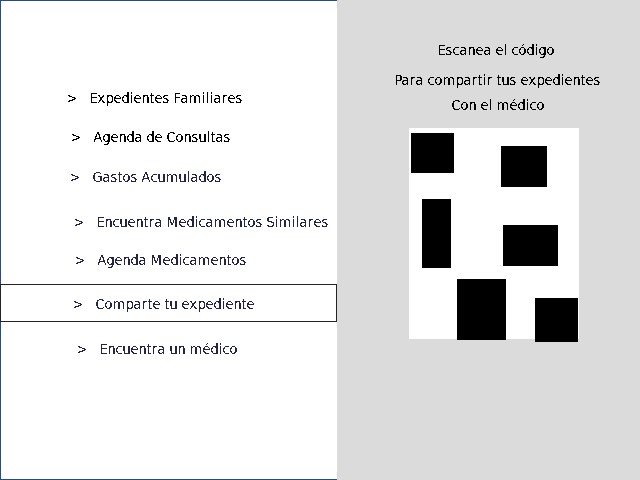 > Expedientes Familiares
> Agenda de Consultas
> Gastos Acumulados
> Encuentra Medicamentos Similares
> Agenda Medicamentos
> Comparte tu expediente
> Encuentra un médico
Escanea el código
Para compartir tus expedientes
Con el médico